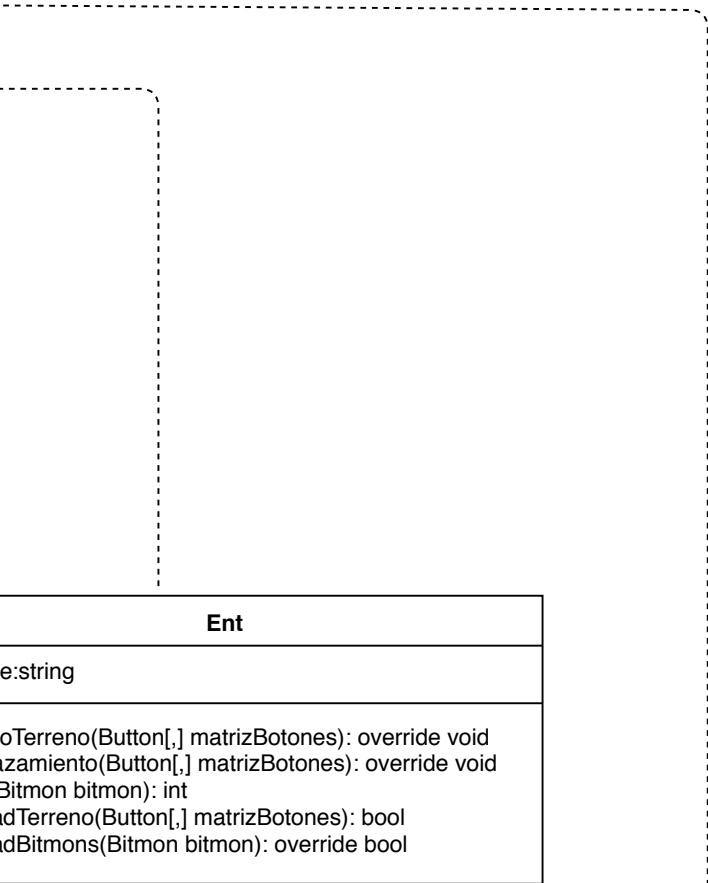 Ent
e:string
oTerreno(Button[,] matrizBotones): override void
azamiento(Button[,] matrizBotones): override void
Bitmon bitmon): int
adTerreno(Button[,] matrizBotones): bool
adBitmons(Bitmon bitmon): override bool